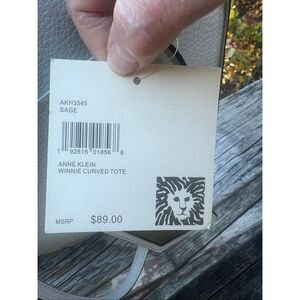 AKH3545
SAGE
1 92815 01856 8
ANNE KLEIN
WINNIE CURVED TOTE
MSRP $89.00